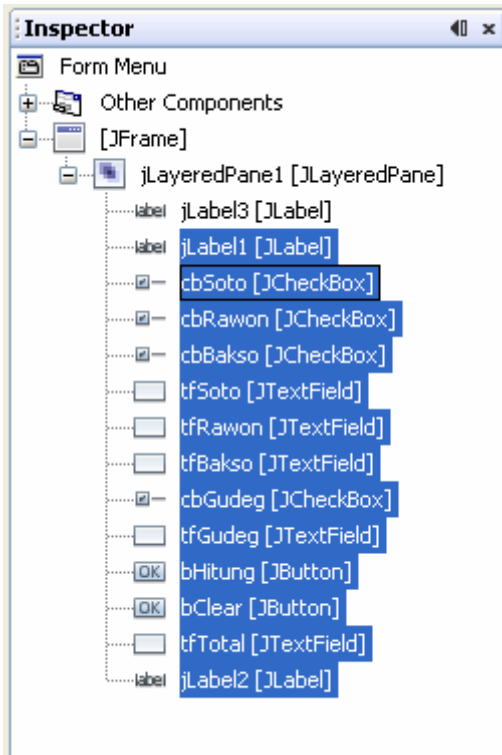 Inspector
Form Menu
Other Components
[JFrame]
jLayeredPane1 [JLayeredPane]
label jLabel3 [JLabel]
label jLabel1 [JLabel]
cbSoto [JCheckBox]
cbRawon [JCheckBox]
cbBakso [JCheckBox]
tfSoto [JTextField]
tfRawon [JTextField]
tfBakso [JTextField]
cbGudeg [JCheckBox]
tfGudeg [JTextField]
OK bHitung [JButton]
OK bClear [JButton]
tfTotal [JTextField]
label jLabel2 [JLabel]